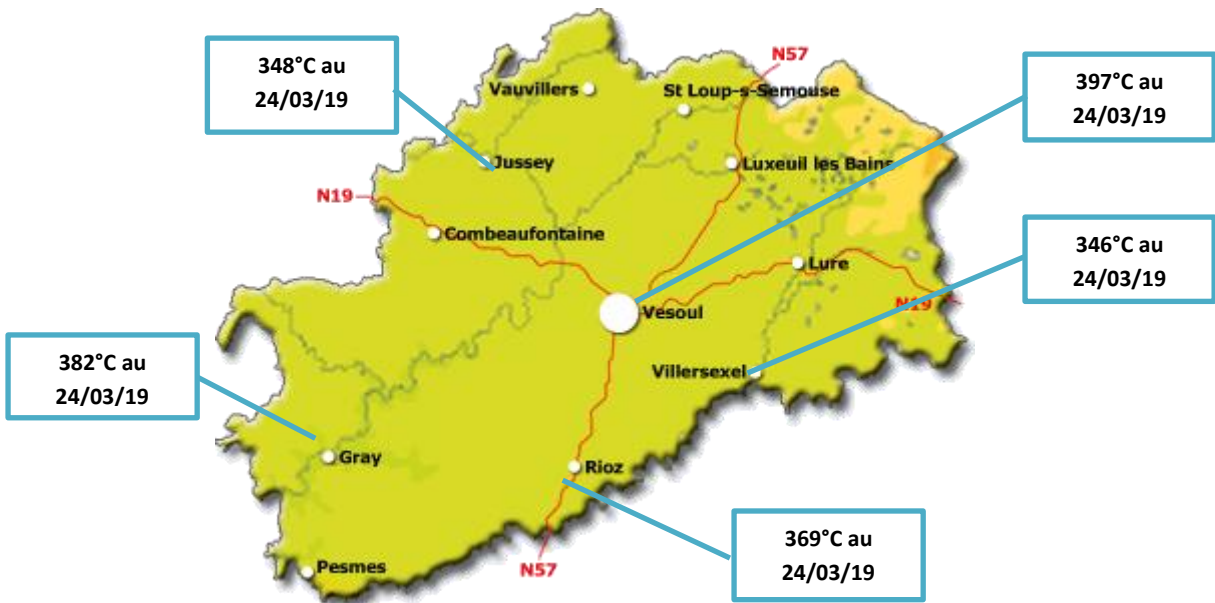 348°C au
24/03/19
N57
397°C au
24/03/19
Vauvillers
St Loup-s-Semouse
Jussey
Luxeuil les Bains
N19
Combeaufontaine
346°C au
24/03/19
Lure
N19
Vesoul
382°C au
24/03/19
Villersexel
Gray
Rioz
369°C au
24/03/19
Pesmes
N57